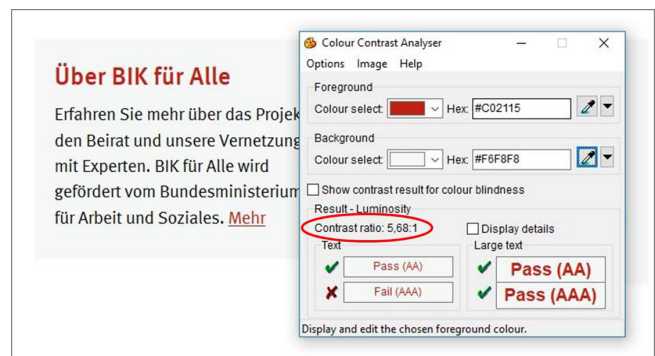 Über BIK für Alle
Erfahren Sie mehr über das Projek
den Beirat und unsere Vernetzung
mit Experten. BIK für Alle wird
gefördert vom Bundesministerium
für Arbeit und Soziales. Mehr
Colour Contrast Analyser
Options Image Help
Foreground
Colour select: Hex: #C02115
Background
Colour select: Hex: #F6F8F8
Show contrast result for colour blindness
Result - Luminosity
Contrast ratio: 5,68:1 Display details
Text Large text
Pass (AA) Pass (AA)
Fail (AAA) Pass (AAA)
Display and edit the chosen foreground colour.